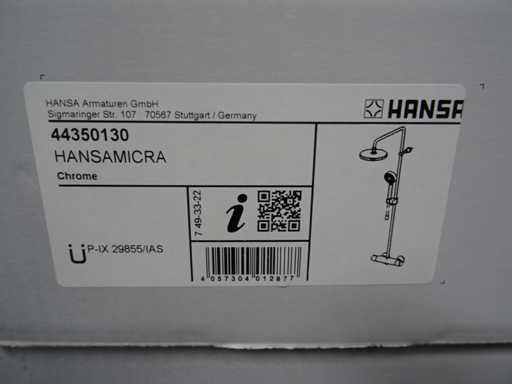 HANSA Armaturen GmbH
Sigmaringer Str. 107 70567 Stuttgart / Germany
HANSA
44350130
HANSAMICRA
Chrome
7 49-33-22
i
ÜP-IX 29855/IAS
4 057304 012877